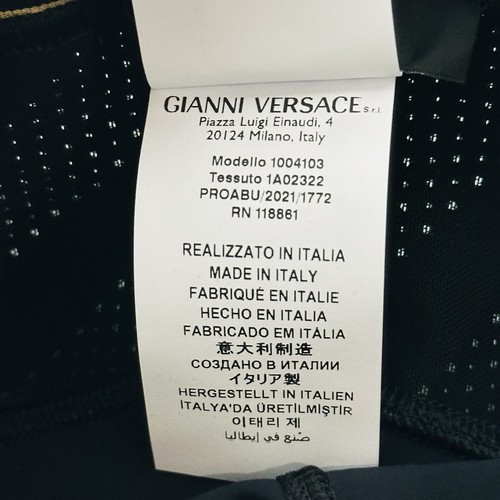 GIANNI VERSACE s.r.l.
Piazza Luigi Einaudi, 4
20124 Milano, Italy
Modello 1004103
Tessuto 1A02322
PROABU/2021/1772
RN 118861
REALIZZATO IN ITALIA
MADE IN ITALY
FABRIQUÉ EN ITALIE
HECHO EN ITALIA
FABRICADO EM ITÁLIA
意大利制造
СОЗДАНО В ИТАЛИИ
イタリア製
HERGESTELLT IN ITALIEN
İTALYA'DA ÜRETİLMİŞTİR
이태리 제
صُنع في إيطاليا